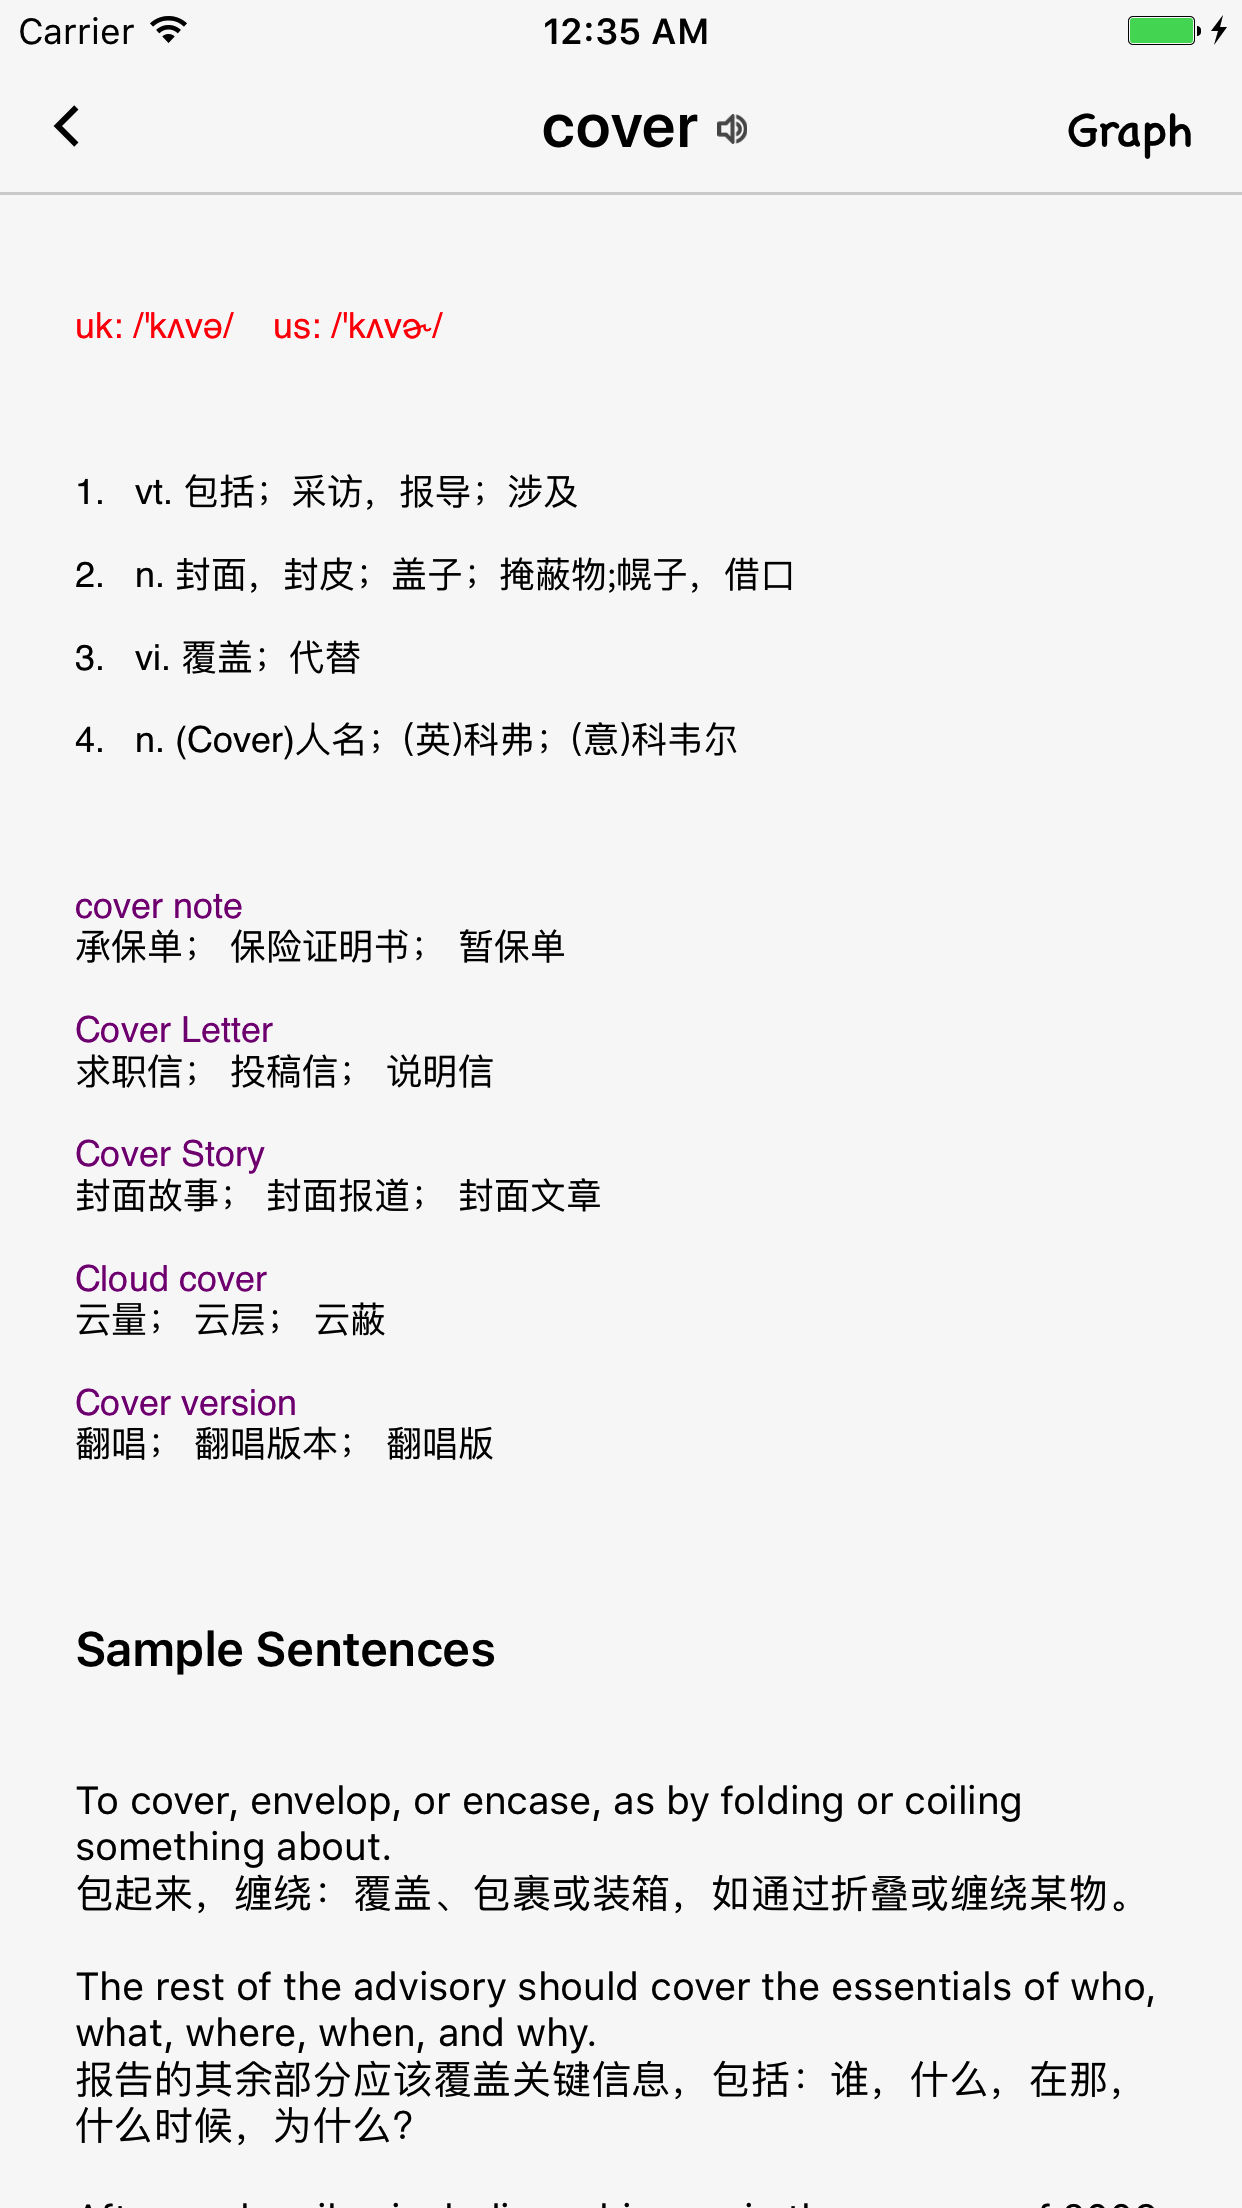 Carrier 12:35 AM
cover Graph
uk: /'kʌvə/ us: /'kʌvɚ/
1. vt. 包括；采访，报导；涉及
2. n. 封面，封皮；盖子；掩蔽物;幌子，借口
3. vi. 覆盖；代替
4. n. (Cover)人名；(英)科弗；(意)科韦尔
cover note
承保单； 保险证明书； 暂保单
Cover Letter
求职信； 投稿信； 说明信
Cover Story
封面故事； 封面报道； 封面文章
Cloud cover
云量； 云层； 云蔽
Cover version
翻唱； 翻唱版本； 翻唱版
Sample Sentences
To cover, envelop, or encase, as by folding or coiling
something about.
包起来，缠绕：覆盖、包裹或装箱，如通过折叠或缠绕某物。
The rest of the advisory should cover the essentials of who,
what, where, when, and why.
报告的其余部分应该覆盖关键信息，包括：谁，什么，在那，
什么时候，为什么？